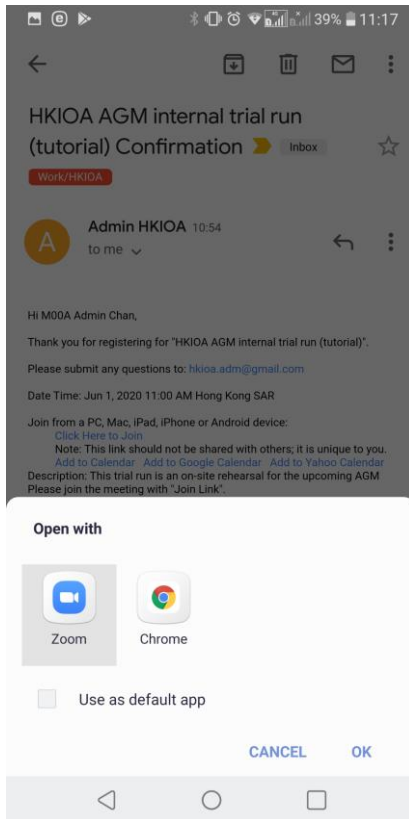 39% 11:17
HKIOA AGM internal trial run
(tutorial) Confirmation Inbox
Work/HKIOA
A
Admin HKIOA 10:54
to me
Hi M00A Admin Chan,
Thank you for registering for "HKIOA AGM internal trial run (tutorial)".
Please submit any questions to: hkioa.adm@gmail.com
Date Time: Jun 1, 2020 11:00 AM Hong Kong SAR
Join from a PC, Mac, iPad, iPhone or Android device:
Click Here to Join
Note: This link should not be shared with others; it is unique to you.
Add to Calendar Add to Google Calendar Add to Yahoo Calendar
Description: This trial run is an on-site rehearsal for the upcoming AGM
Please join the meeting with "Join Link".
Open with
Zoom Chrome
Use as default app
CANCEL OK